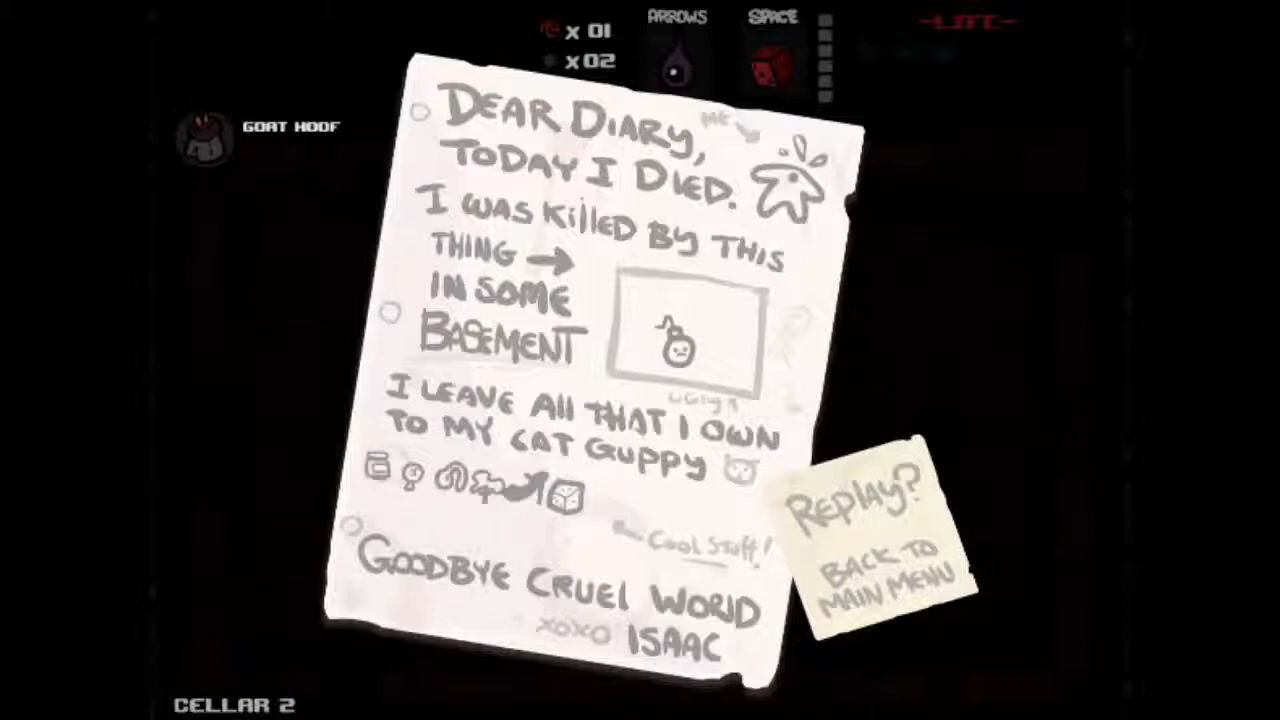 ARROWS SPACE
x 01
x 02
GOAT HOOF
ME
DEAR DIARY,
TODAY I DIED.
I WAS KILLED BY THIS
THING →
IN SOME
BASEMENT
I LEAVE ALL THAT I OWN
TO MY CAT GUPPY
COOL STUFF!
GOODBYE CRUEL WORLD
XOXO ISAAC
REPLAY?
BACK TO
MAIN MENU
CELLAR 2